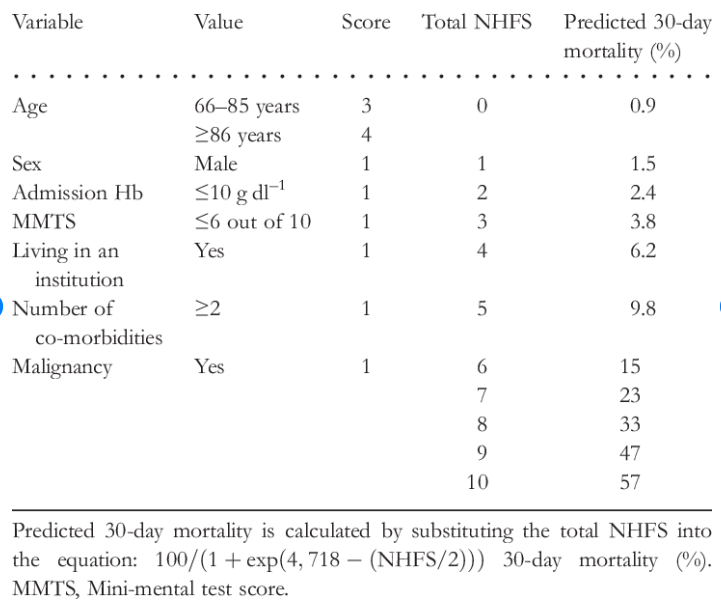 Variable Value Score Total NHFS Predicted 30-day
mortality (%)
Age 66–85 years 3 0 0.9
≥86 years 4
Sex Male 1 1 1.5
Admission Hb ≤10 g dl⁻¹ 1 2 2.4
MMTS ≤6 out of 10 1 3 3.8
Living in an Yes 1 4 6.2
institution
Number of ≥2 1 5 9.8
co-morbidities
Malignancy Yes 1 6 15
7 23
8 33
9 47
10 57
Predicted 30-day mortality is calculated by substituting the total NHFS into
the equation: 100/(1 + exp(4, 718 − (NHFS/2))) 30-day mortality (%).
MMTS, Mini-mental test score.